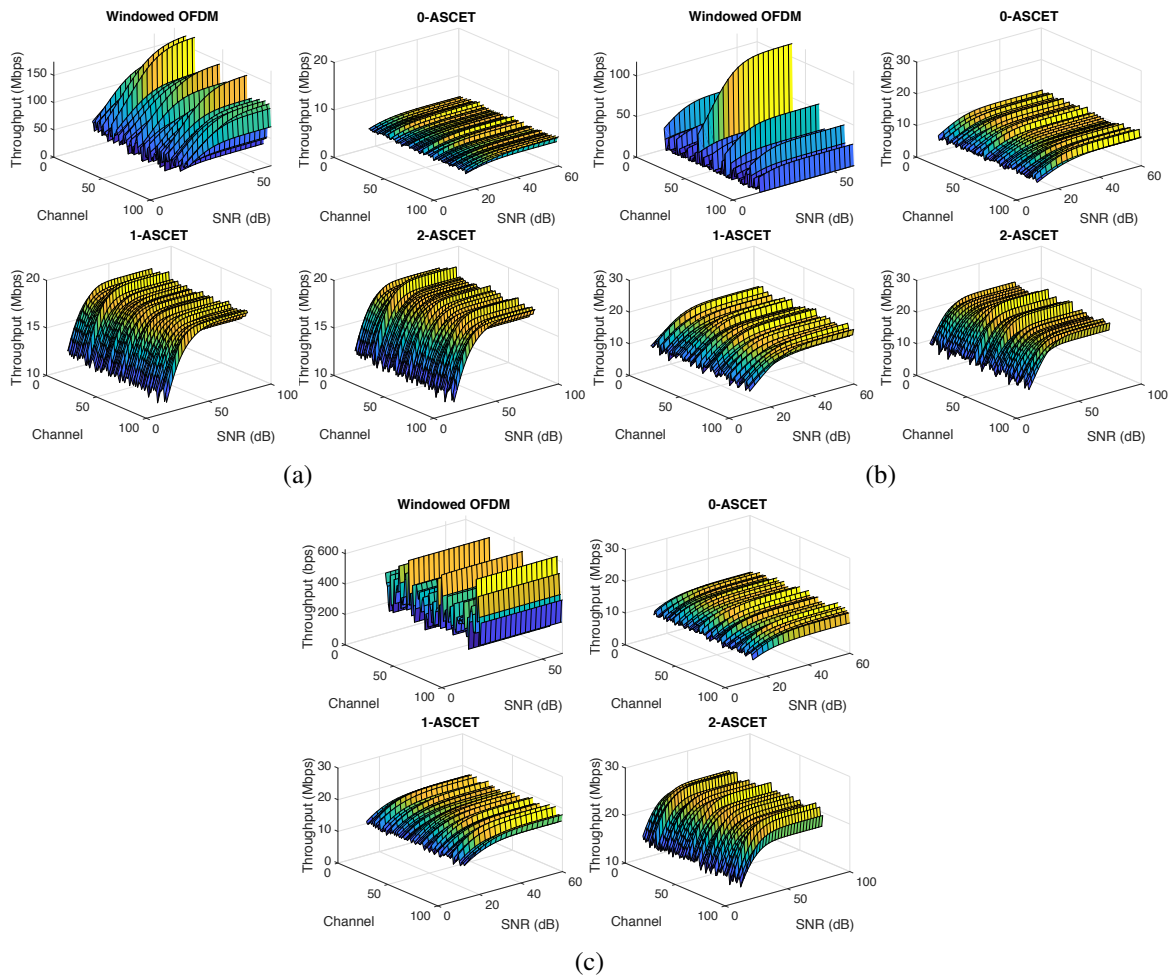 Windowed OFDM
Throughput (Mbps)
150
100
50
0
0
50
100
Channel
0
50
SNR (dB)
0-ASCET
Throughput (Mbps)
20
10
0
0
50
100
Channel
0
20
40
60
SNR (dB)
1-ASCET
Throughput (Mbps)
20
15
10
0
50
100
Channel
0
50
100
SNR (dB)
2-ASCET
Throughput (Mbps)
20
15
10
0
50
100
Channel
0
50
100
SNR (dB)
(a)
Windowed OFDM
Throughput (Mbps)
100
50
0
0
50
100
Channel
0
50
SNR (dB)
0-ASCET
Throughput (Mbps)
30
20
10
0
0
50
100
Channel
0
20
40
60
SNR (dB)
1-ASCET
Throughput (Mbps)
30
20
10
0
0
50
100
Channel
0
20
40
60
SNR (dB)
2-ASCET
Throughput (Mbps)
30
20
10
0
0
50
100
Channel
0
50
100
SNR (dB)
(b)
Windowed OFDM
Throughput (bps)
600
400
200
0
0
50
100
Channel
0
50
SNR (dB)
0-ASCET
Throughput (Mbps)
30
20
10
0
0
50
100
Channel
0
20
40
60
SNR (dB)
1-ASCET
Throughput (Mbps)
30
20
10
0
0
50
100
Channel
0
20
40
60
SNR (dB)
2-ASCET
Throughput (Mbps)
30
20
10
0
50
100
Channel
0
50
100
SNR (dB)
(c)